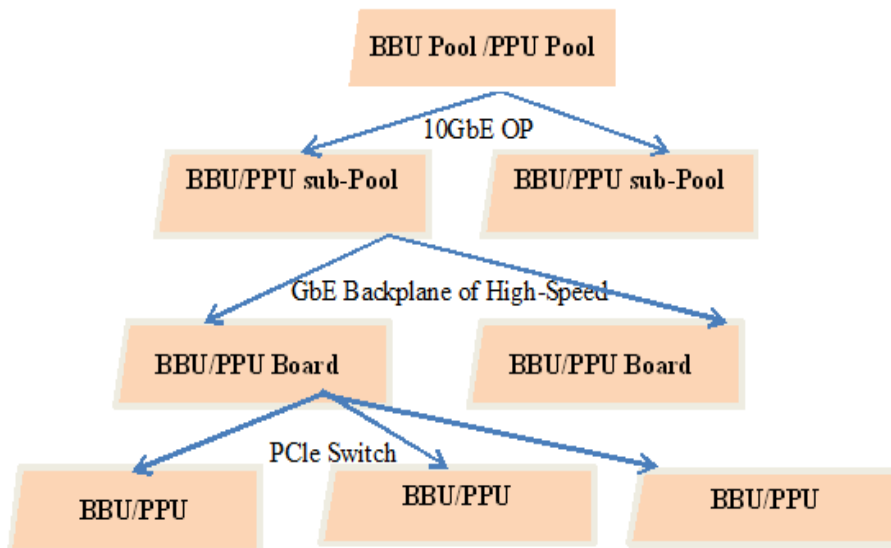 BBU Pool /PPU Pool
10GbE OP
BBU/PPU sub-Pool
BBU/PPU sub-Pool
GbE Backplane of High-Speed
BBU/PPU Board
BBU/PPU Board
PCle Switch
BBU/PPU
BBU/PPU
BBU/PPU